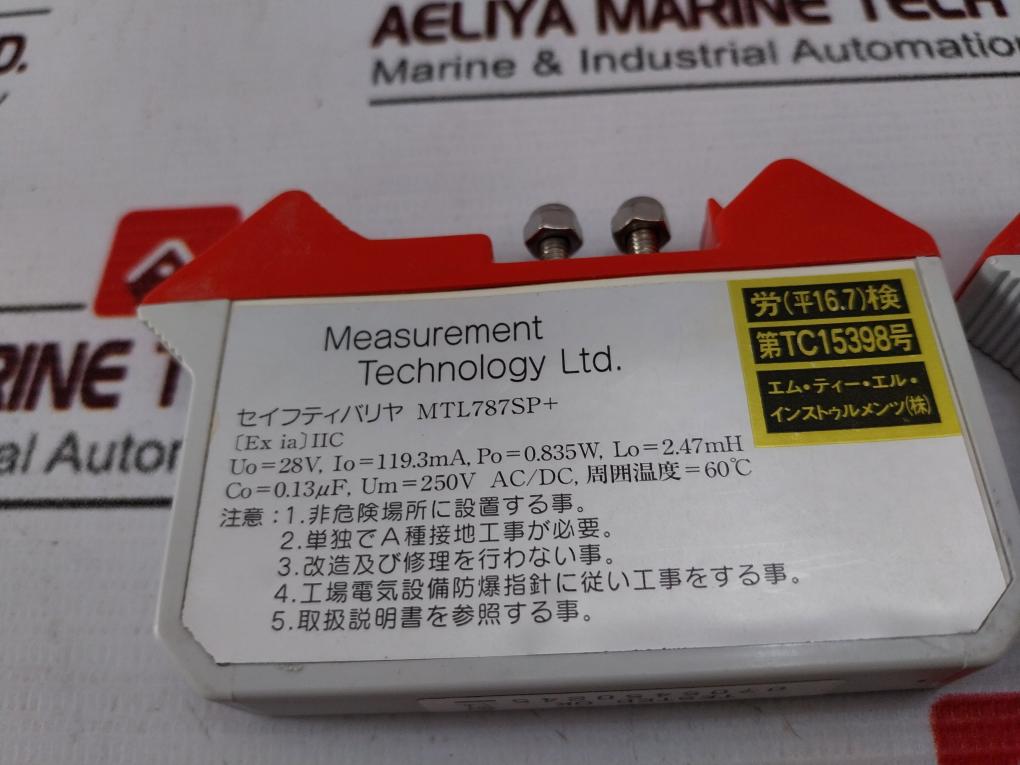 AELIYA MARINE TECH
Marine & Industrial Automation
D.
RINE T
al Autom
Measurement
Technology Ltd.
労(平16.7)検
第TC15398号
エム・ティー・エル・
インストゥルメンツ(株)
セイフティバリヤ MTL787SP+
〔Ex ia〕IIC
Uo=28V, Io=119.3mA, Po=0.835W, Lo=2.47mH
Co=0.13μF, Um=250V AC/DC, 周囲温度=60℃
注意:1.非危険場所に設置する事。
2.単独でA種接地工事が必要。
3.改造及び修理を行わない事。
4.工場電気設備防爆指針に従い工事をする事。
5.取扱説明書を参照する事。